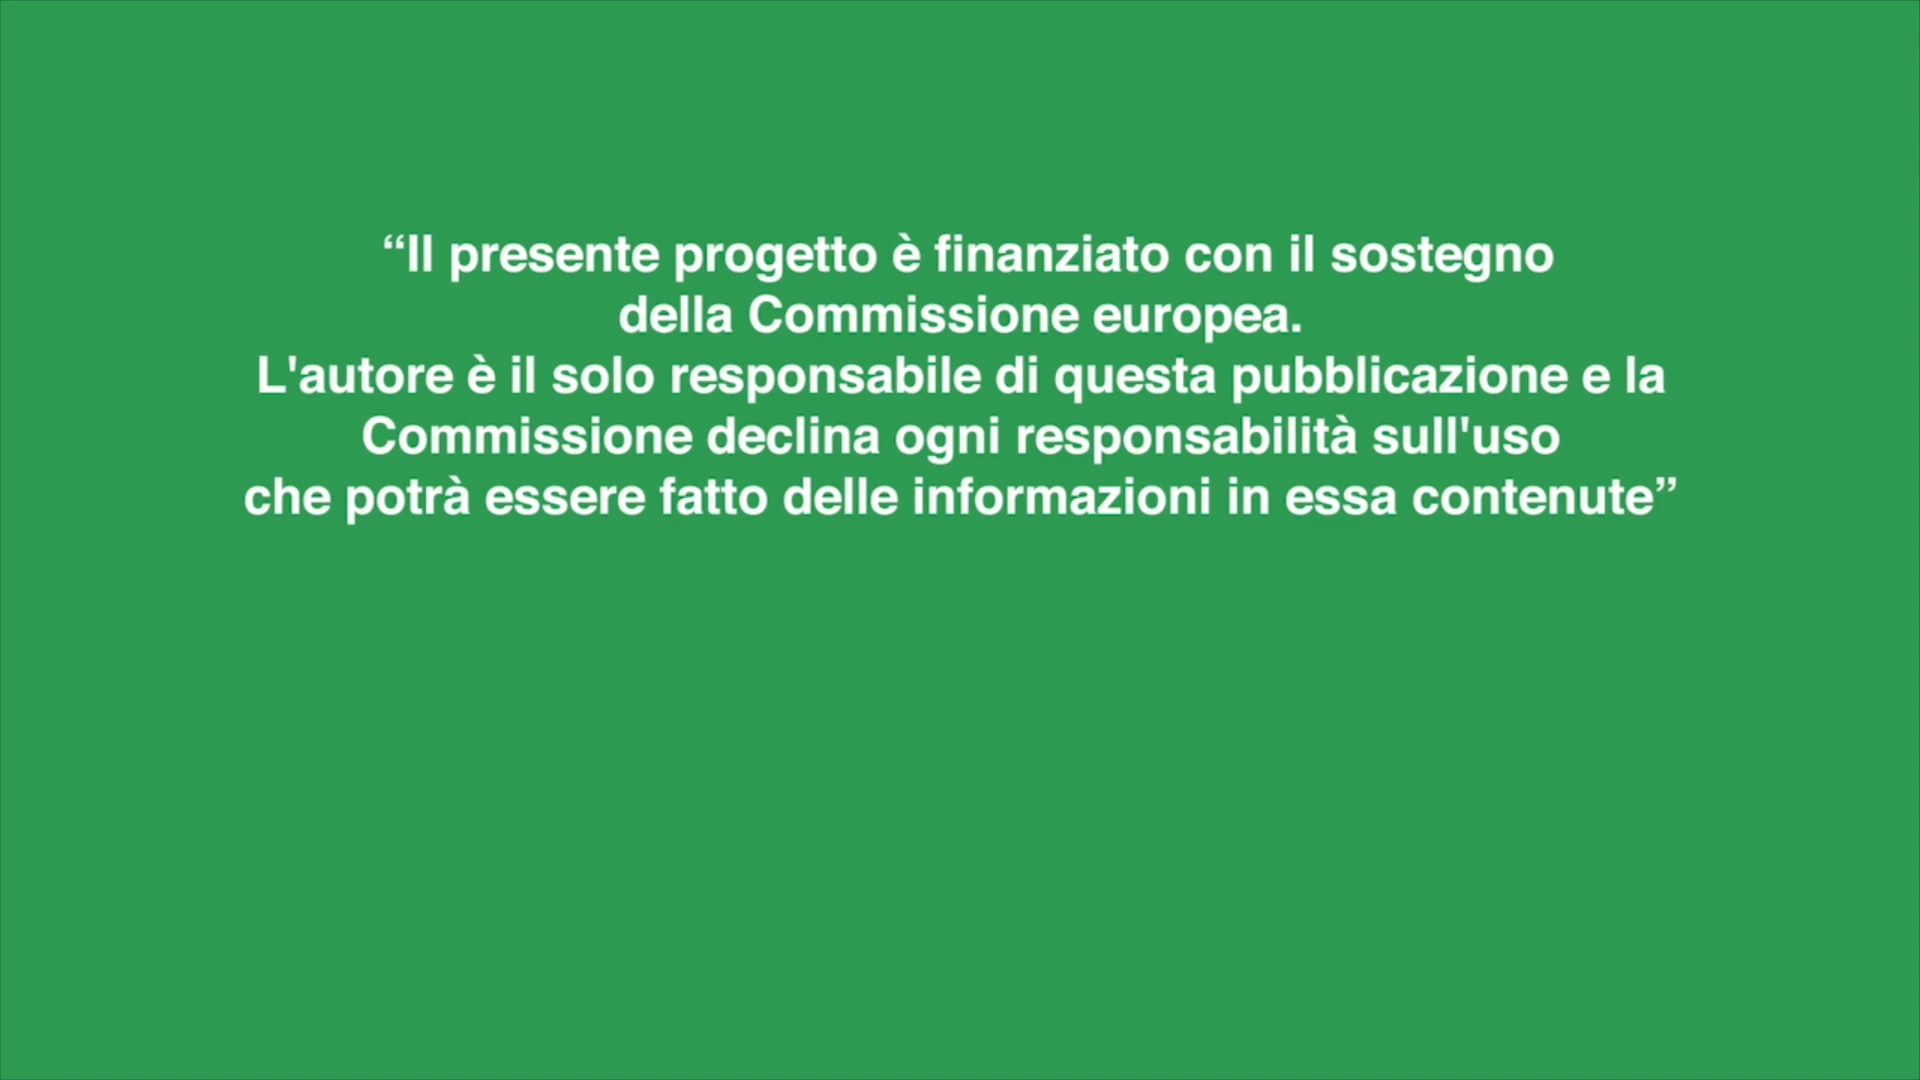 “Il presente progetto è finanziato con il sostegno
della Commissione europea.
L'autore è il solo responsabile di questa pubblicazione e la
Commissione declina ogni responsabilità sull'uso
che potrà essere fatto delle informazioni in essa contenute”